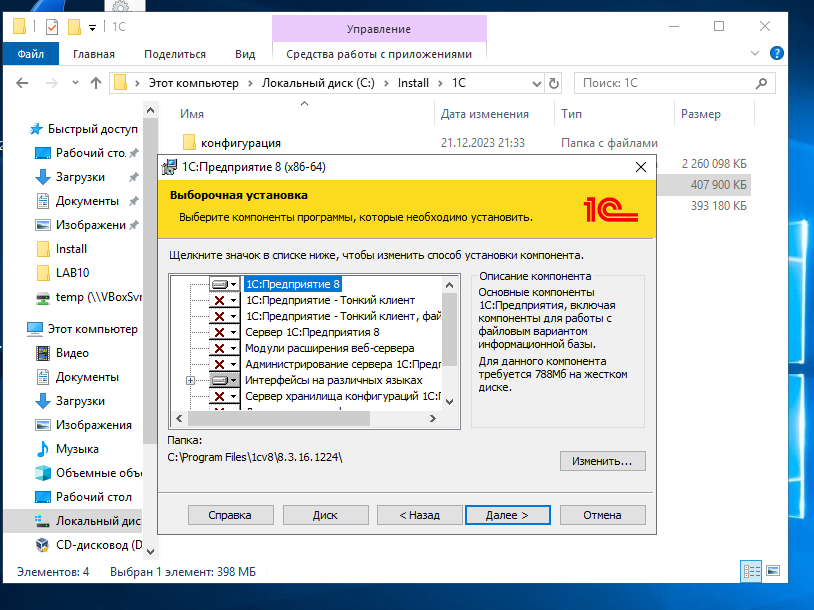 1С
Управление
Файл
Главная
Поделиться
Вид
Средства работы с приложениями
Этот компьютер
Локальный диск (C:)
Install
1С
Поиск: 1С
Имя
Дата изменения
Тип
Размер
Быстрый доступ
Рабочий сто.
Загрузки
Документы
Изображени
Install
LAB10
temp (\\VBoxSvr
Этот компьютер
Видео
Документы
Загрузки
Изображения
Музыка
Объемные объ
Рабочий стол
Локальный дис
CD-дисковод (D
конфигурация
21.12.2023 21:33
Папка с файлами
2 260 098 КБ
407 900 КБ
393 180 КБ
1С:Предприятие 8 (x86-64)
Выборочная установка
Выберите компоненты программы, которые необходимо установить.
1С
Щелкните значок в списке ниже, чтобы изменить способ установки компонента.
1С:Предприятие 8
1С:Предприятие - Тонкий клиент
1С:Предприятие - Тонкий клиент, фай
Сервер 1С:Предприятия 8
Модули расширения веб-сервера
Администрирование сервера 1С:Предп
Интерфейсы на различных языках
Сервер хранилища конфигураций 1С:П
Описание компонента
Основные компоненты
1С:Предприятия, включая
компоненты для работы с
файловым вариантом
информационной базы.
Для данного компонента
требуется 788Мб на жестком
диске.
Папка:
C:\Program Files\1cv8\8.3.16.1224\
Изменить...
Справка
Диск
< Назад
Далее >
Отмена
Элементов: 4
Выбран 1 элемент: 398 МБ